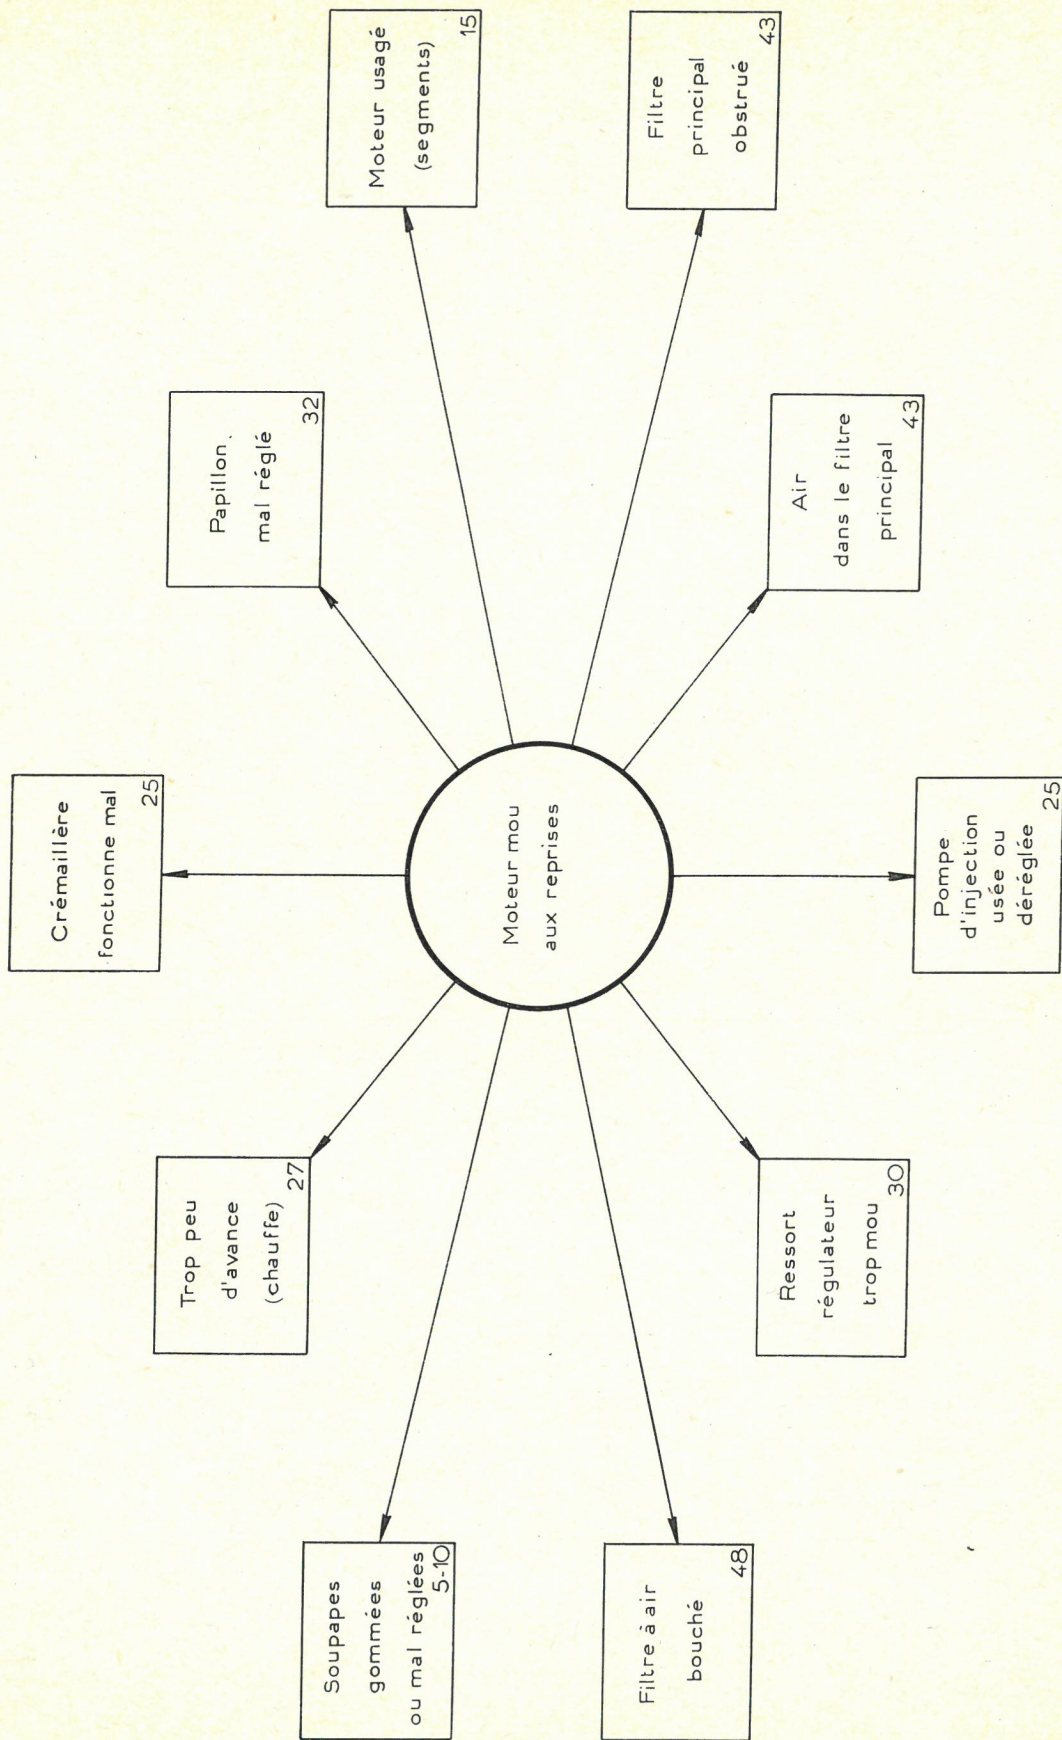 Crémaillère
fonctionne mal
25
Trop peu
d'avance
(chauffe)
27
Papillon
mal réglé
32
Soupapes
gommées
ou mal réglées
5-10
Moteur usagé
(segments)
15
Moteur mou
aux reprises
Filtre à air
bouché
48
Filtre
principal
obstrué
43
Ressort
régulateur
trop mou
30
Air
dans le filtre
principal
43
Pompe
d'injection
usée ou
déréglée
25